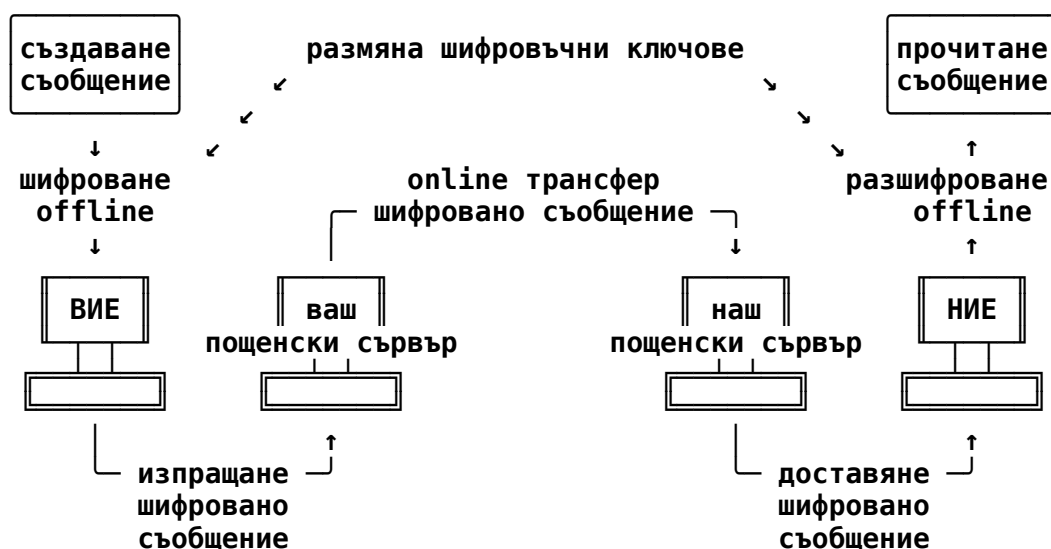 създаване
съобщение
размяна шифровъчни ключове
прочитане
съобщение
шифроване
offline
online трансфер
шифровано съобщение
разшифроване
offline
ВИЕ
ваш
пощенски сървър
наш
пощенски сървър
НИЕ
изпращане
шифровано
съобщение
доставяне
шифровано
съобщение